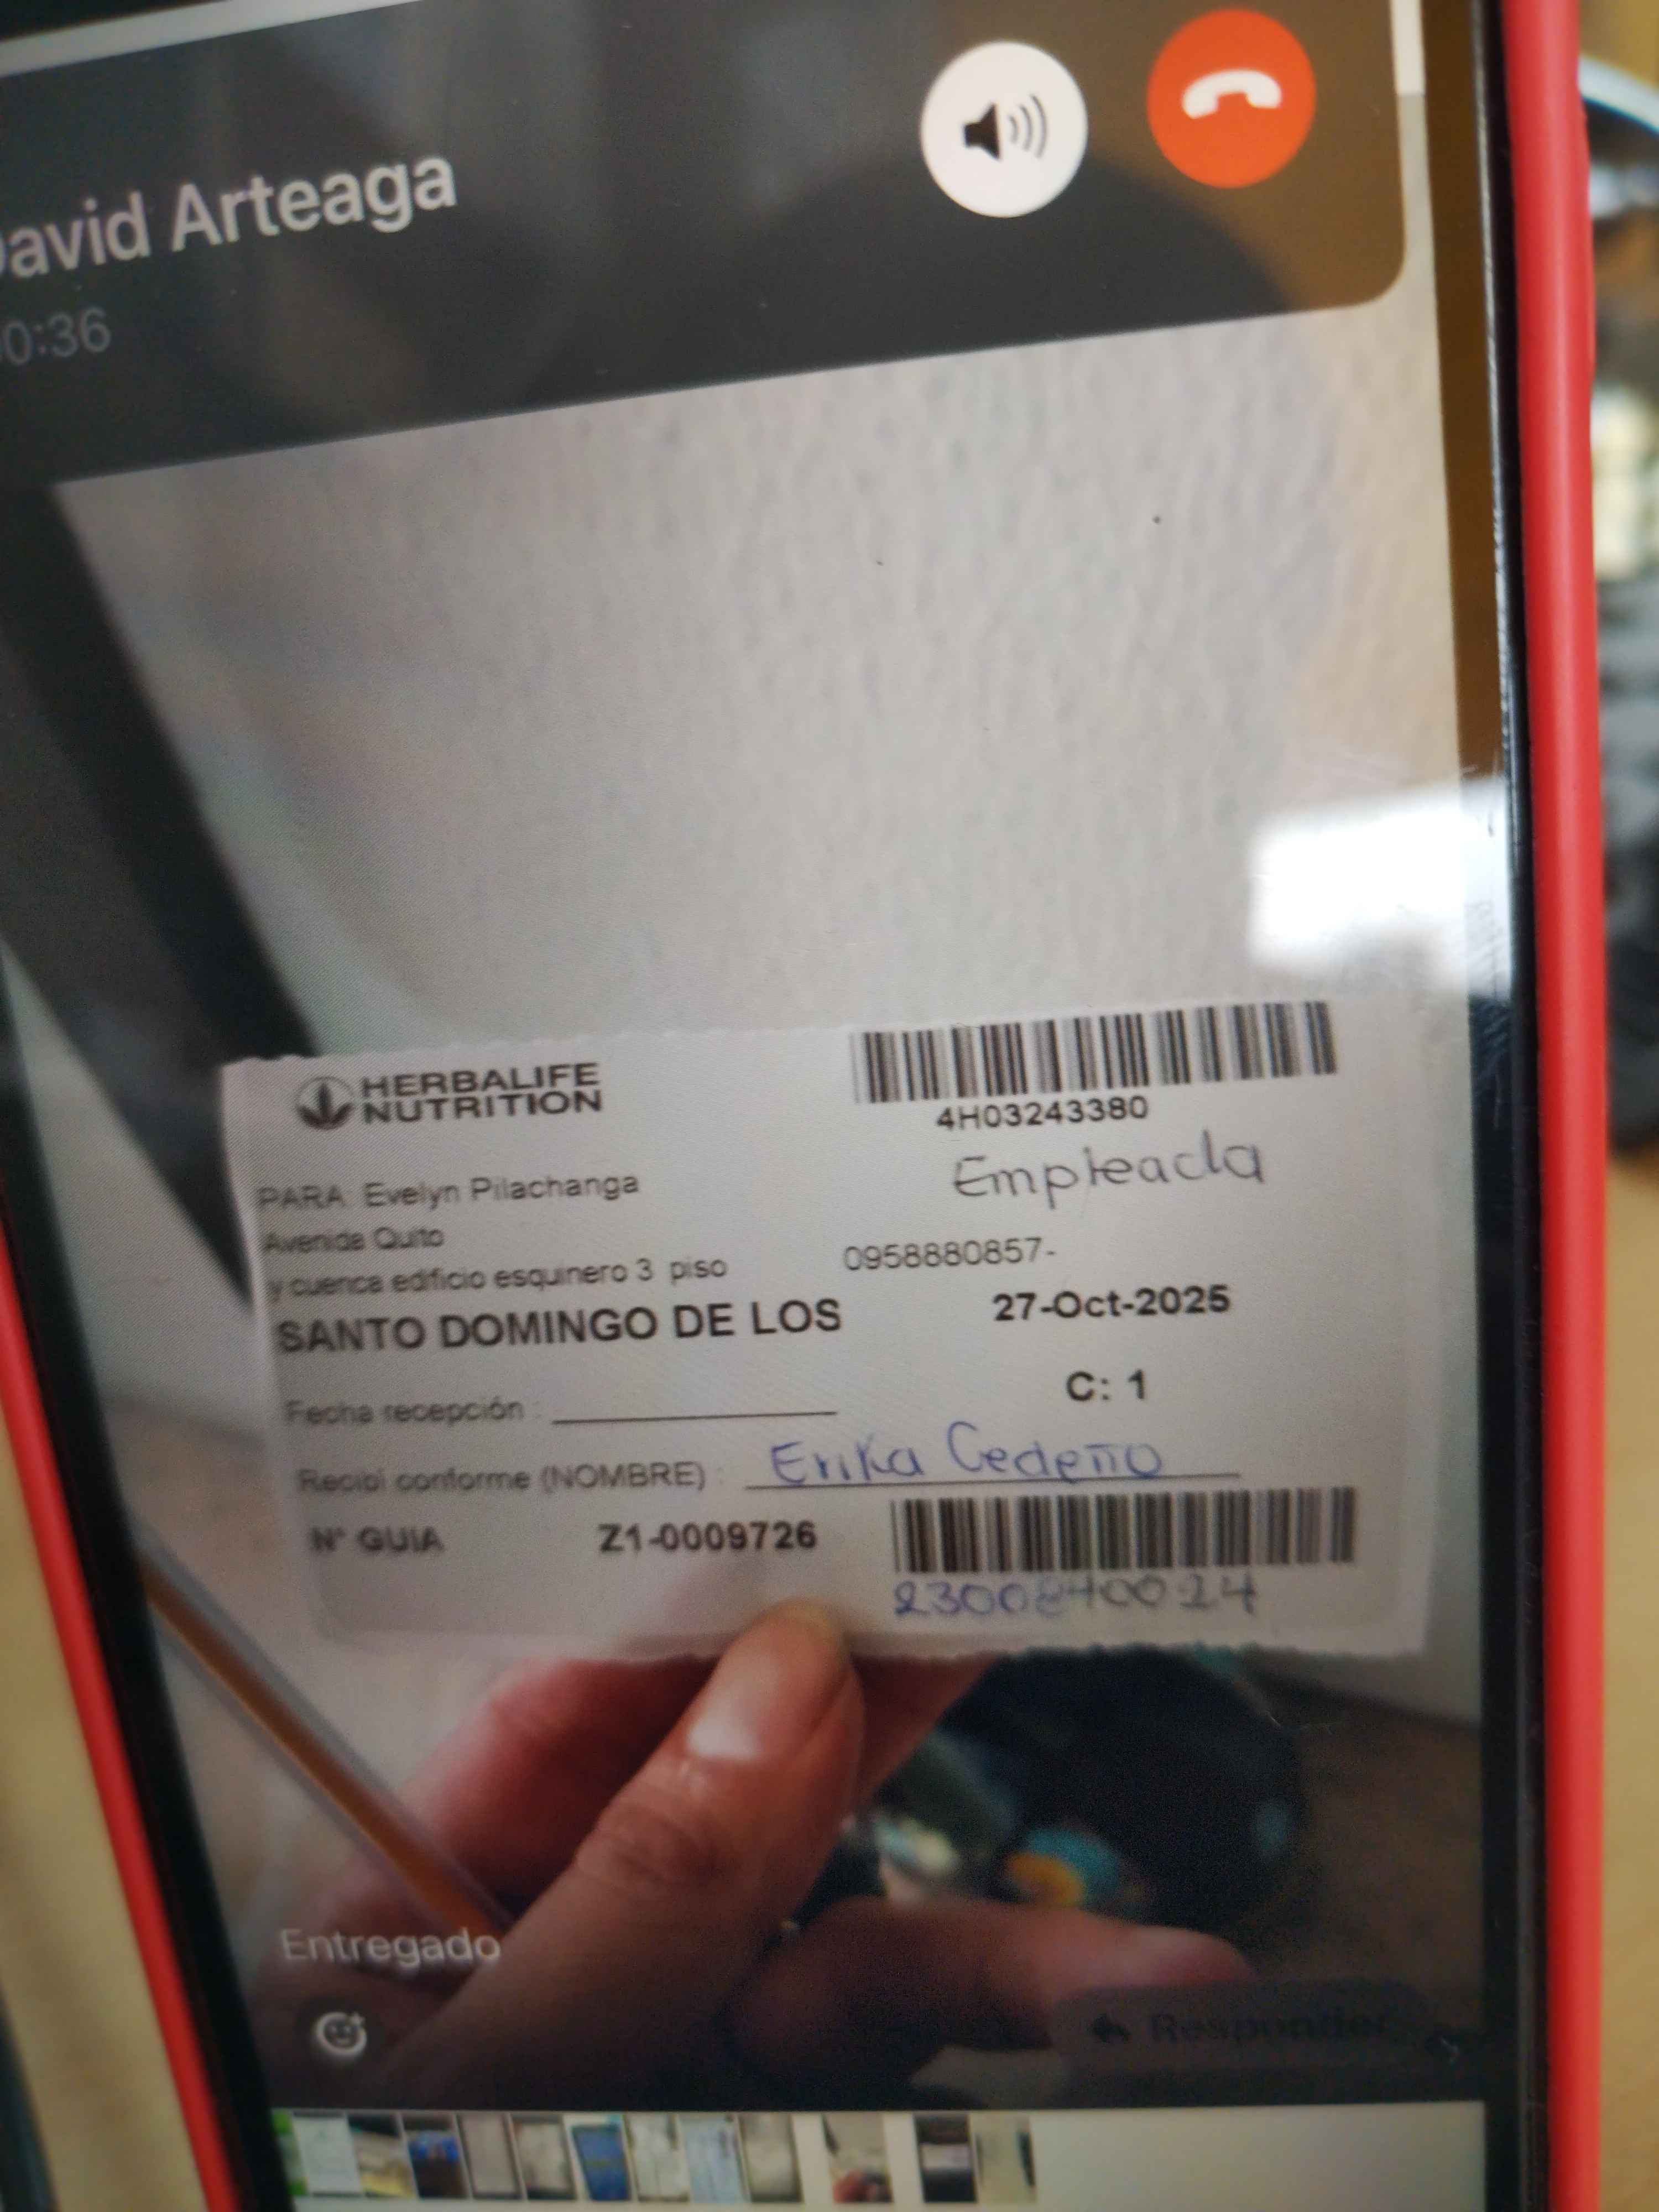 David Arteaga
0:36
HERBALIFE
NUTRITION
4H03243380
Empleada
PARA: Evelyn Pilachanga
Avenida Quito
y cuenca edificio esquinero 3 piso
0958880857-
SANTO DOMINGO DE LOS
27-Oct-2025
C: 1
Fecha recepción :
Recibi conforme (NOMBRE) : Erika Cedeño
N° GUIA Z1-0009726
2300840024
Entregado
Responder